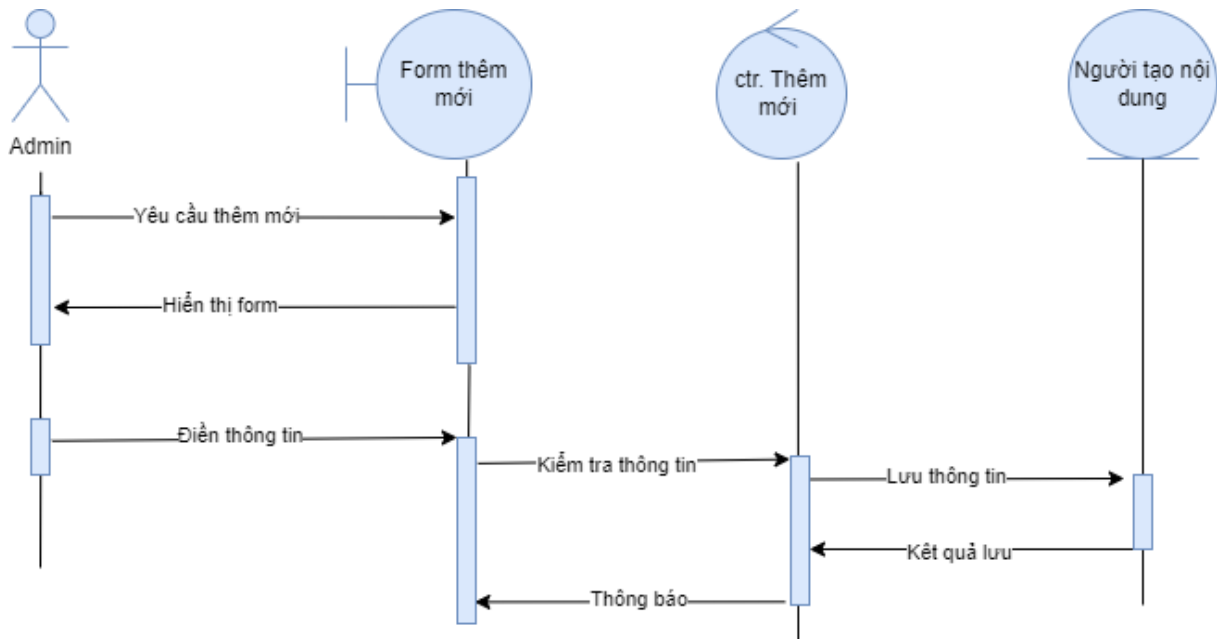 Form thêm
mới
ctr. Thêm
mới
Người tạo nội
dung
Admin
Yêu cầu thêm mới
Hiển thị form
Điền thông tin
Kiểm tra thông tin
Lưu thông tin
Kêt quả lưu
Thông báo